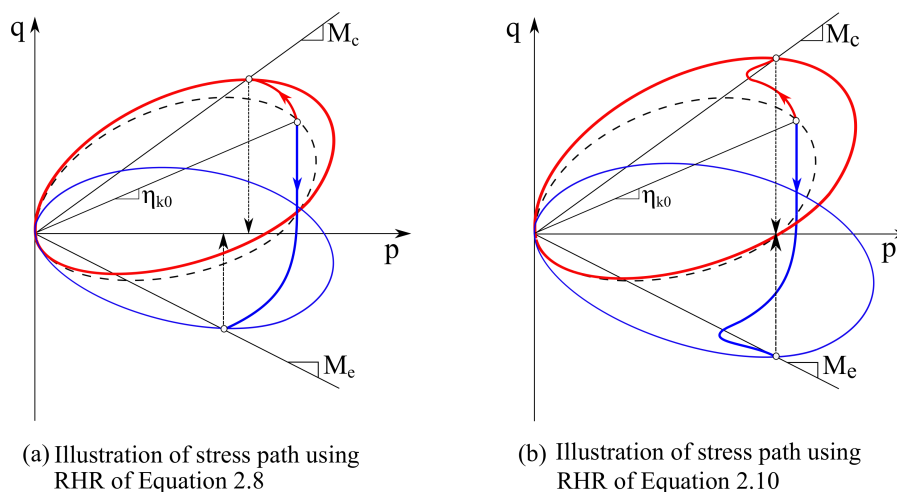 q
M_c
η_k0
p
M_e
(a) Illustration of stress path using
RHR of Equation 2.8
q
M_c
η_k0
p
M_e
(b) Illustration of stress path using
RHR of Equation 2.10